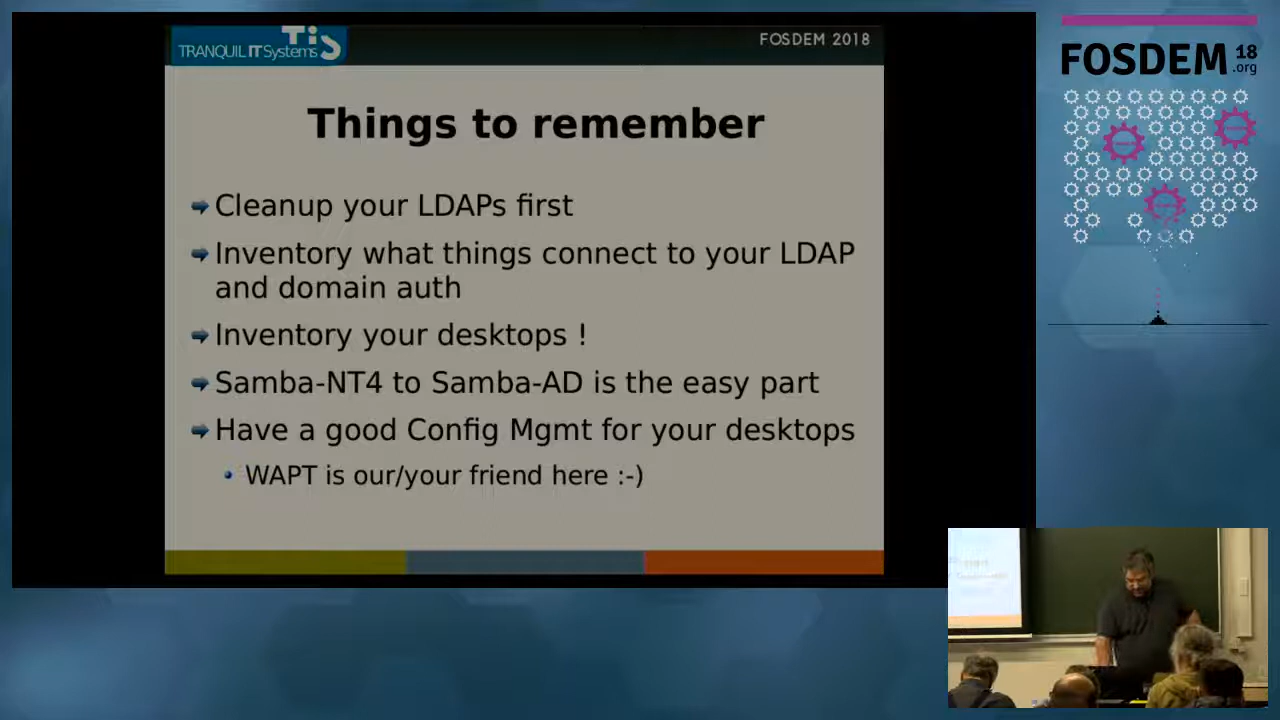 TRANQUIL IT Systems TIS
FOSDEM 2018
Things to remember
Cleanup your LDAPs first
Inventory what things connect to your LDAP
and domain auth
Inventory your desktops !
Samba-NT4 to Samba-AD is the easy part
Have a good Config Mgmt for your desktops
WAPT is our/your friend here :-)
FOSDEM 18
.org